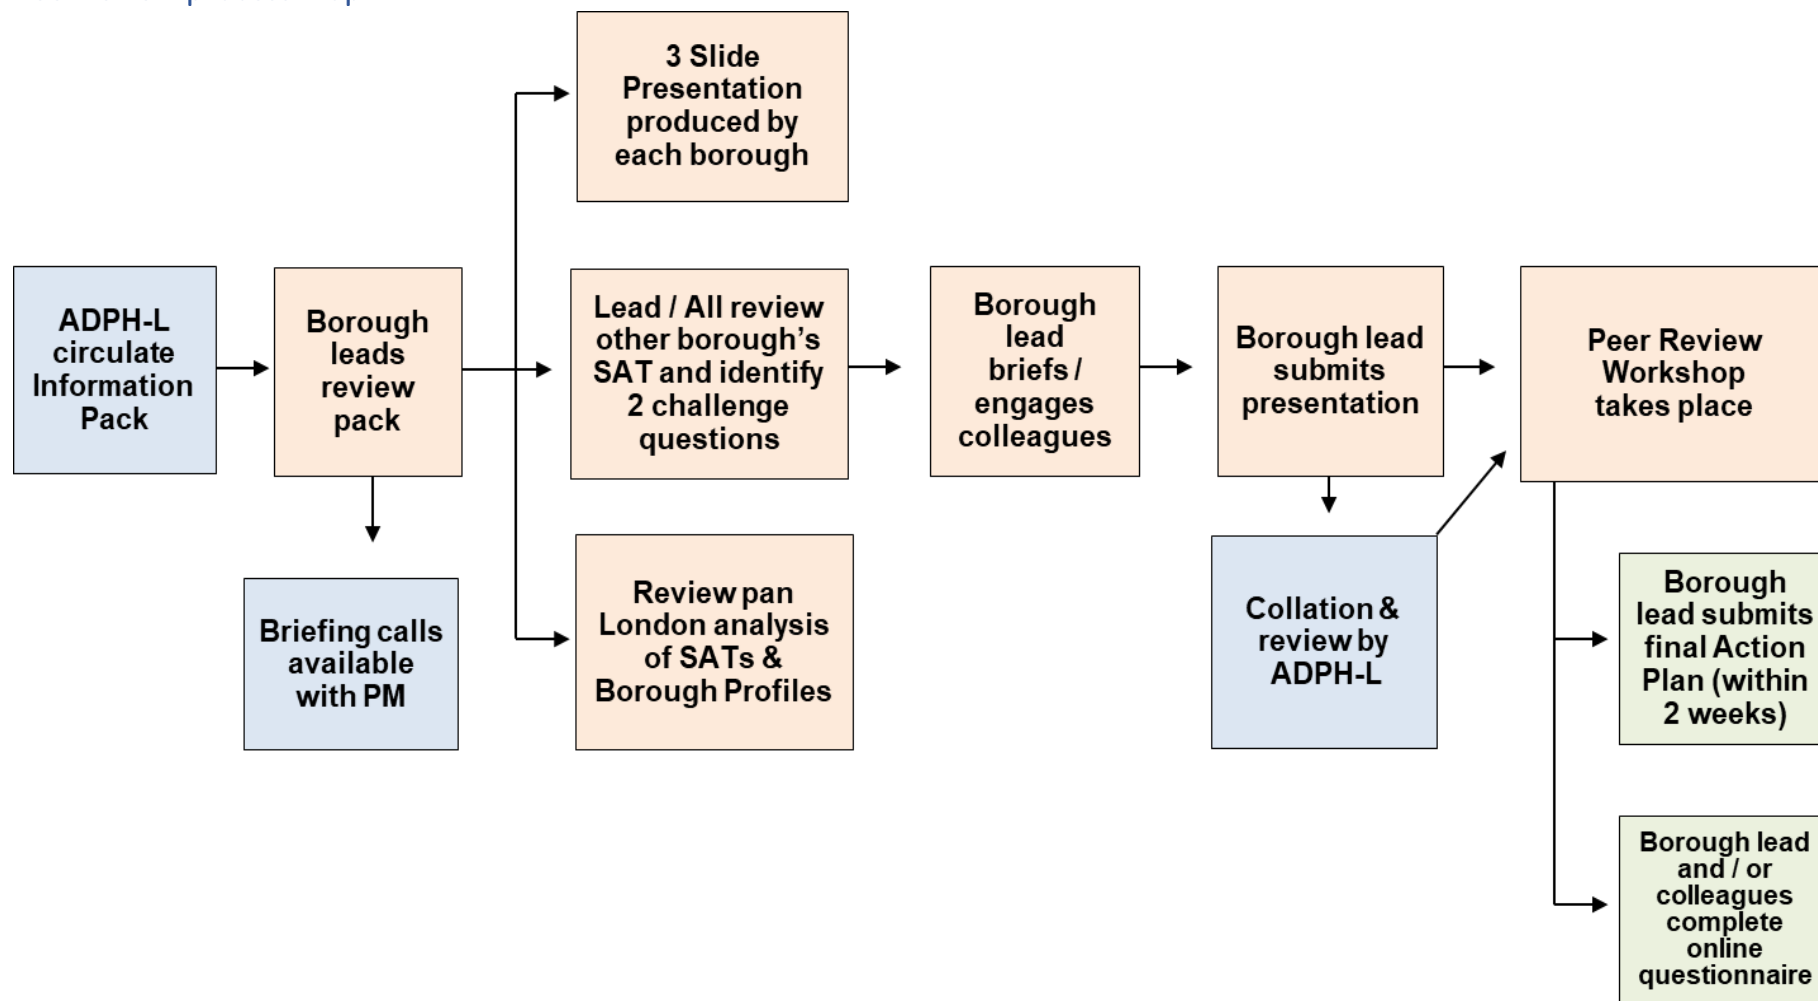 3 Slide
Presentation
produced by
each borough
ADPH-L
circulate
Information
Pack
Borough
leads
review
pack
Lead / All review
other borough's
SAT and identify
2 challenge
questions
Borough
lead
briefs /
engages
colleagues
Borough lead
submits
presentation
Peer Review
Workshop
takes place
Briefing calls
available
with PM
Review pan
London analysis
of SATs &
Borough Profiles
Collation &
review by
ADPH-L
Borough
lead submits
final Action
Plan (within
2 weeks)
Borough lead
and / or
colleagues
complete
online
questionnaire